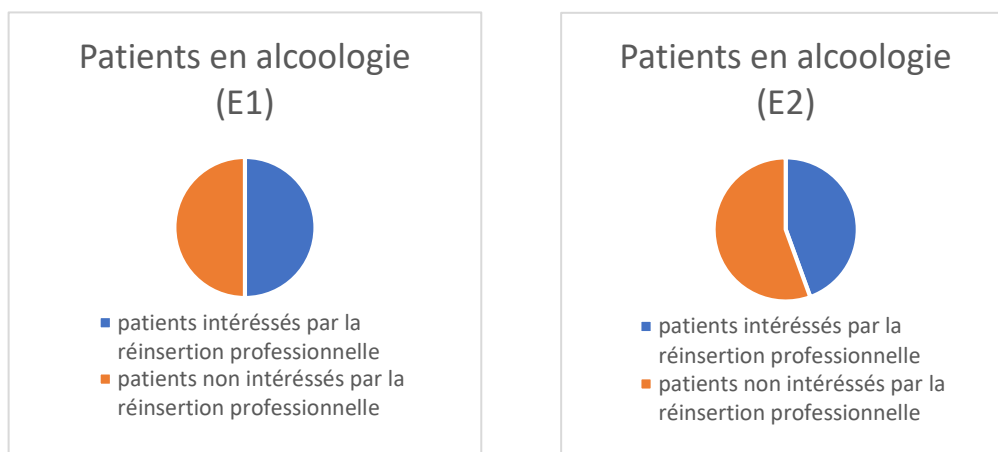 Patients en alcoologie
(E1)
patients intéréssés par la
réinsertion professionnelle
patients non intéréssés par la
réinsertion professionnelle
Patients en alcoologie
(E2)
patients intéréssés par la
réinsertion professionnelle
patients non intéréssés par la
réinsertion professionnelle